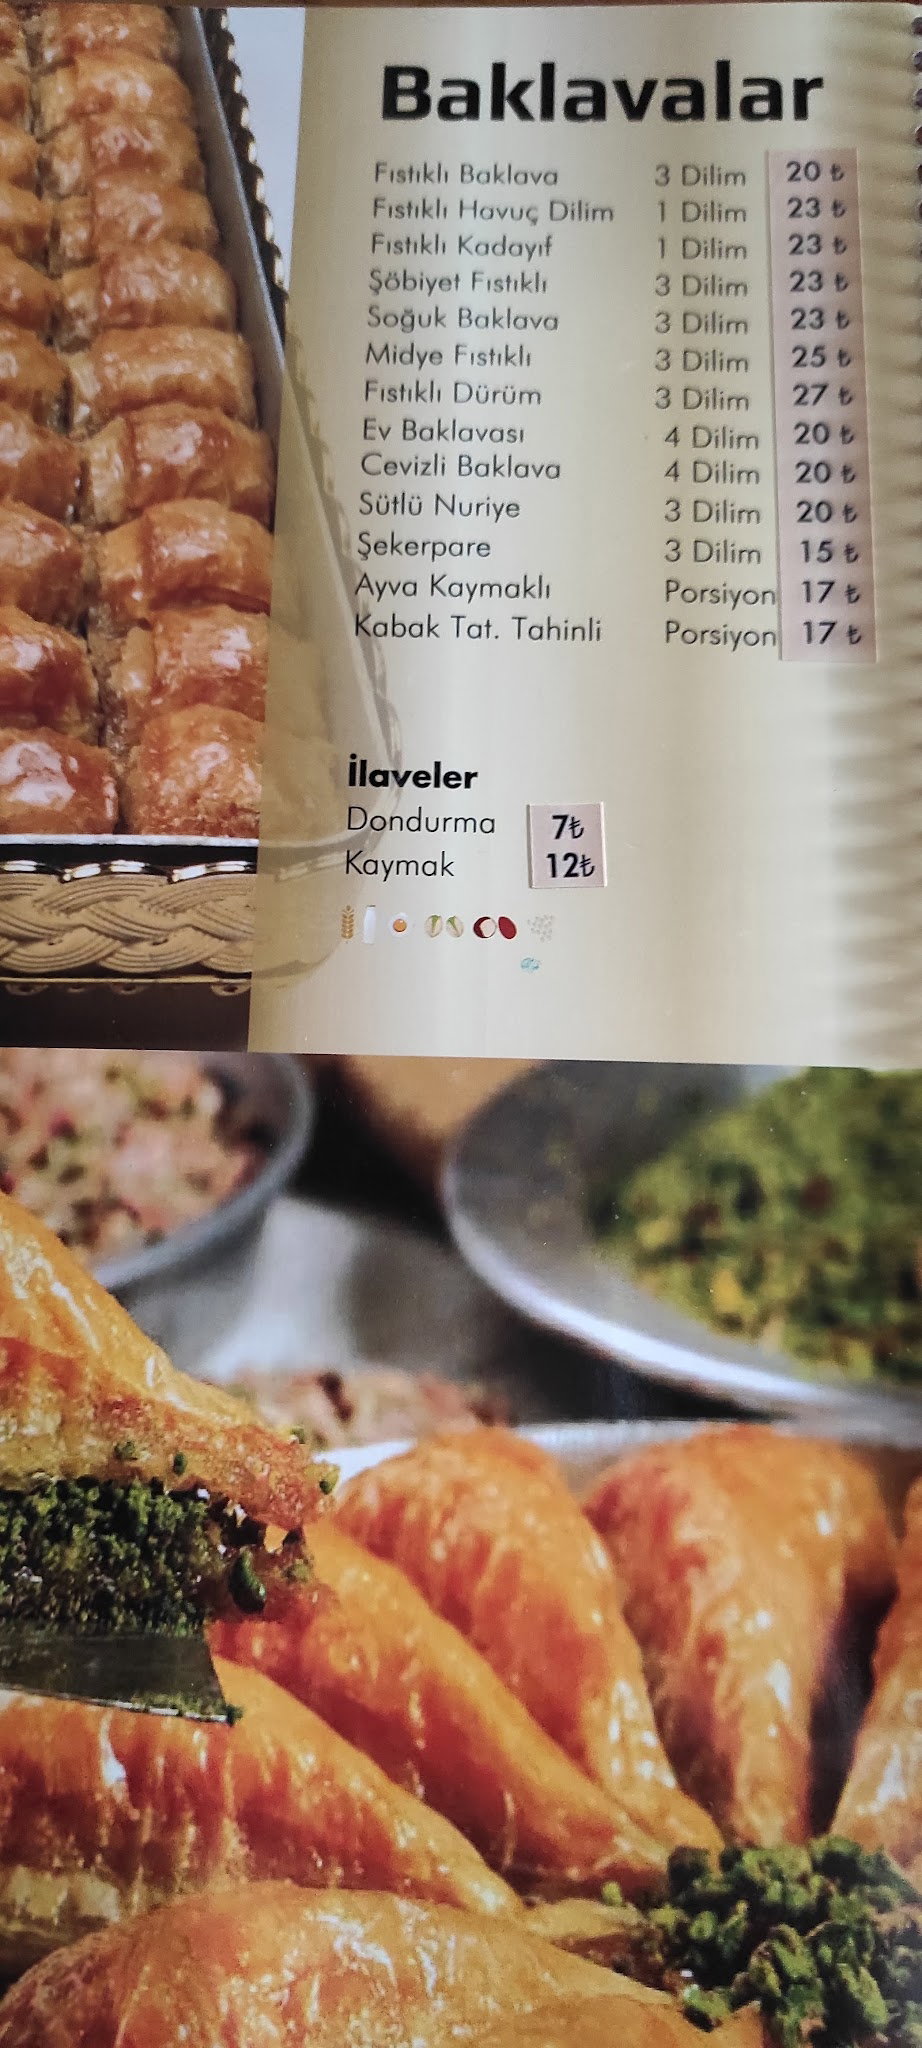 Baklavalar
Fıstıklı Baklava 3 Dilim 20 ₺
Fıstıklı Havuç Dilim 1 Dilim 23 ₺
Fıstıklı Kadayıf 1 Dilim 23 ₺
Şöbiyet Fıstıklı 3 Dilim 23 ₺
Soğuk Baklava 3 Dilim 23 ₺
Midye Fıstıklı 3 Dilim 25 ₺
Fıstıklı Dürüm 3 Dilim 27 ₺
Ev Baklavası 4 Dilim 20 ₺
Cevizli Baklava 4 Dilim 20 ₺
Sütlü Nuriye 3 Dilim 20 ₺
Şekerpare 3 Dilim 15 ₺
Ayva Kaymaklı Porsiyon 17 ₺
Kabak Tat. Tahinli Porsiyon 17 ₺
İlaveler
Dondurma 7₺
Kaymak 12₺